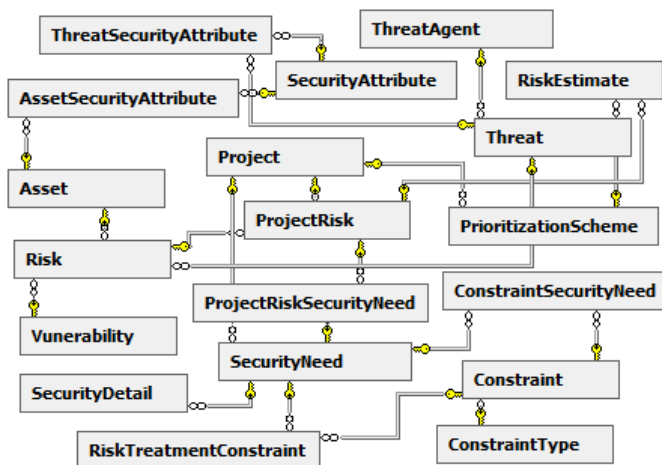 ThreatSecurityAttribute
ThreatAgent
SecurityAttribute
RiskEstimate
AssetSecurityAttribute
Threat
Project
Asset
ProjectRisk
PrioritizationScheme
Risk
ProjectRiskSecurityNeed
ConstraintSecurityNeed
Vunerability
SecurityNeed
SecurityDetail
Constraint
RiskTreatmentConstraint
ConstraintType